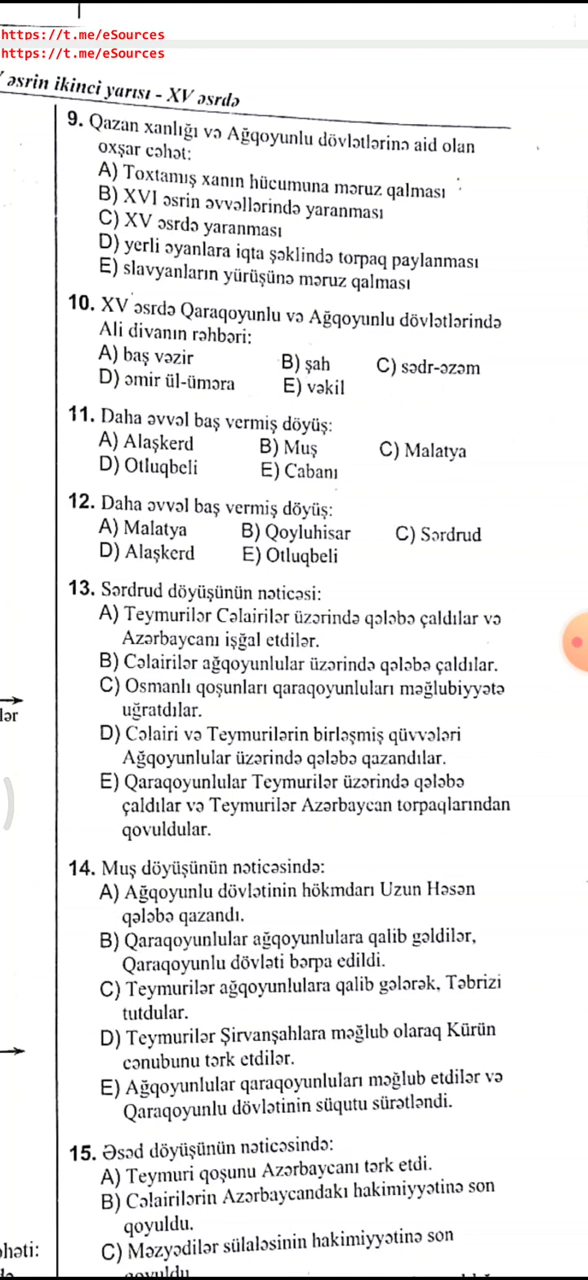 https://t.me/eSources
https://t.me/eSources
əsrin ikinci yarısı - XV əsrdə
9. Qazan xanlığı və Ağqoyunlu dövlətlərinə aid olan
oxşar cəhət:
A) Toxtamış xanın hücumuna məruz qalması
B) XVI əsrin əvvəllərində yaranması
C) XV əsrdə yaranması
D) yerli əyanlara iqta şəklində torpaq paylanması
E) slavyanların yürüşünə məruz qalması
10. XV əsrdə Qaraqoyunlu və Ağqoyunlu dövlətlərində
Ali divanın rəhbəri:
A) baş vəzir B) şah C) sədr-əzəm
D) əmir ül-üməra E) vəkil
11. Daha əvvəl baş vermiş döyüş:
A) Alaşkerd B) Muş C) Malatya
D) Otluqbeli E) Cabanı
12. Daha əvvəl baş vermiş döyüş:
A) Malatya B) Qoyluhisar C) Sərdrud
D) Alaşkerd E) Otluqbeli
13. Sərdrud döyüşünün nəticəsi:
A) Teymurilər Cəlairilər üzərində qələbə çaldılar və
Azərbaycanı işğal etdilər.
B) Cəlairilər ağqoyunlular üzərində qələbə çaldılar.
C) Osmanlı qoşunları qaraqoyunluları məğlubiyyətə
uğratdılar.
D) Cəlairi və Teymurilərin birləşmiş qüvvələri
Ağqoyunlular üzərində qələbə qazandılar.
E) Qaraqoyunlular Teymurilər üzərində qələbə
çaldılar və Teymurilər Azərbaycan torpaqlarından
qovuldular.
lər
14. Muş döyüşünün nəticəsində:
A) Ağqoyunlu dövlətinin hökmdarı Uzun Həsən
qələbə qazandı.
B) Qaraqoyunlular ağqoyunlulara qalib gəldilər,
Qaraqoyunlu dövləti bərpa edildi.
C) Teymurilər ağqoyunlulara qalib gələrək, Təbrizi
tutdular.
D) Teymurilər Şirvanşahlara məğlub olaraq Kürün
cənubunu tərk etdilər.
E) Ağqoyunlular qaraqoyunluları məğlub etdilər və
Qaraqoyunlu dövlətinin süqutu sürətləndi.
15. Əsəd döyüşünün nəticəsində:
A) Teymuri qoşunu Azərbaycanı tərk etdi.
B) Cəlairilərin Azərbaycandakı hakimiyyətinə son
qoyuldu.
C) Məzyədilər sülaləsinin hakimiyyətinə son
qoyuldu
əhəti: